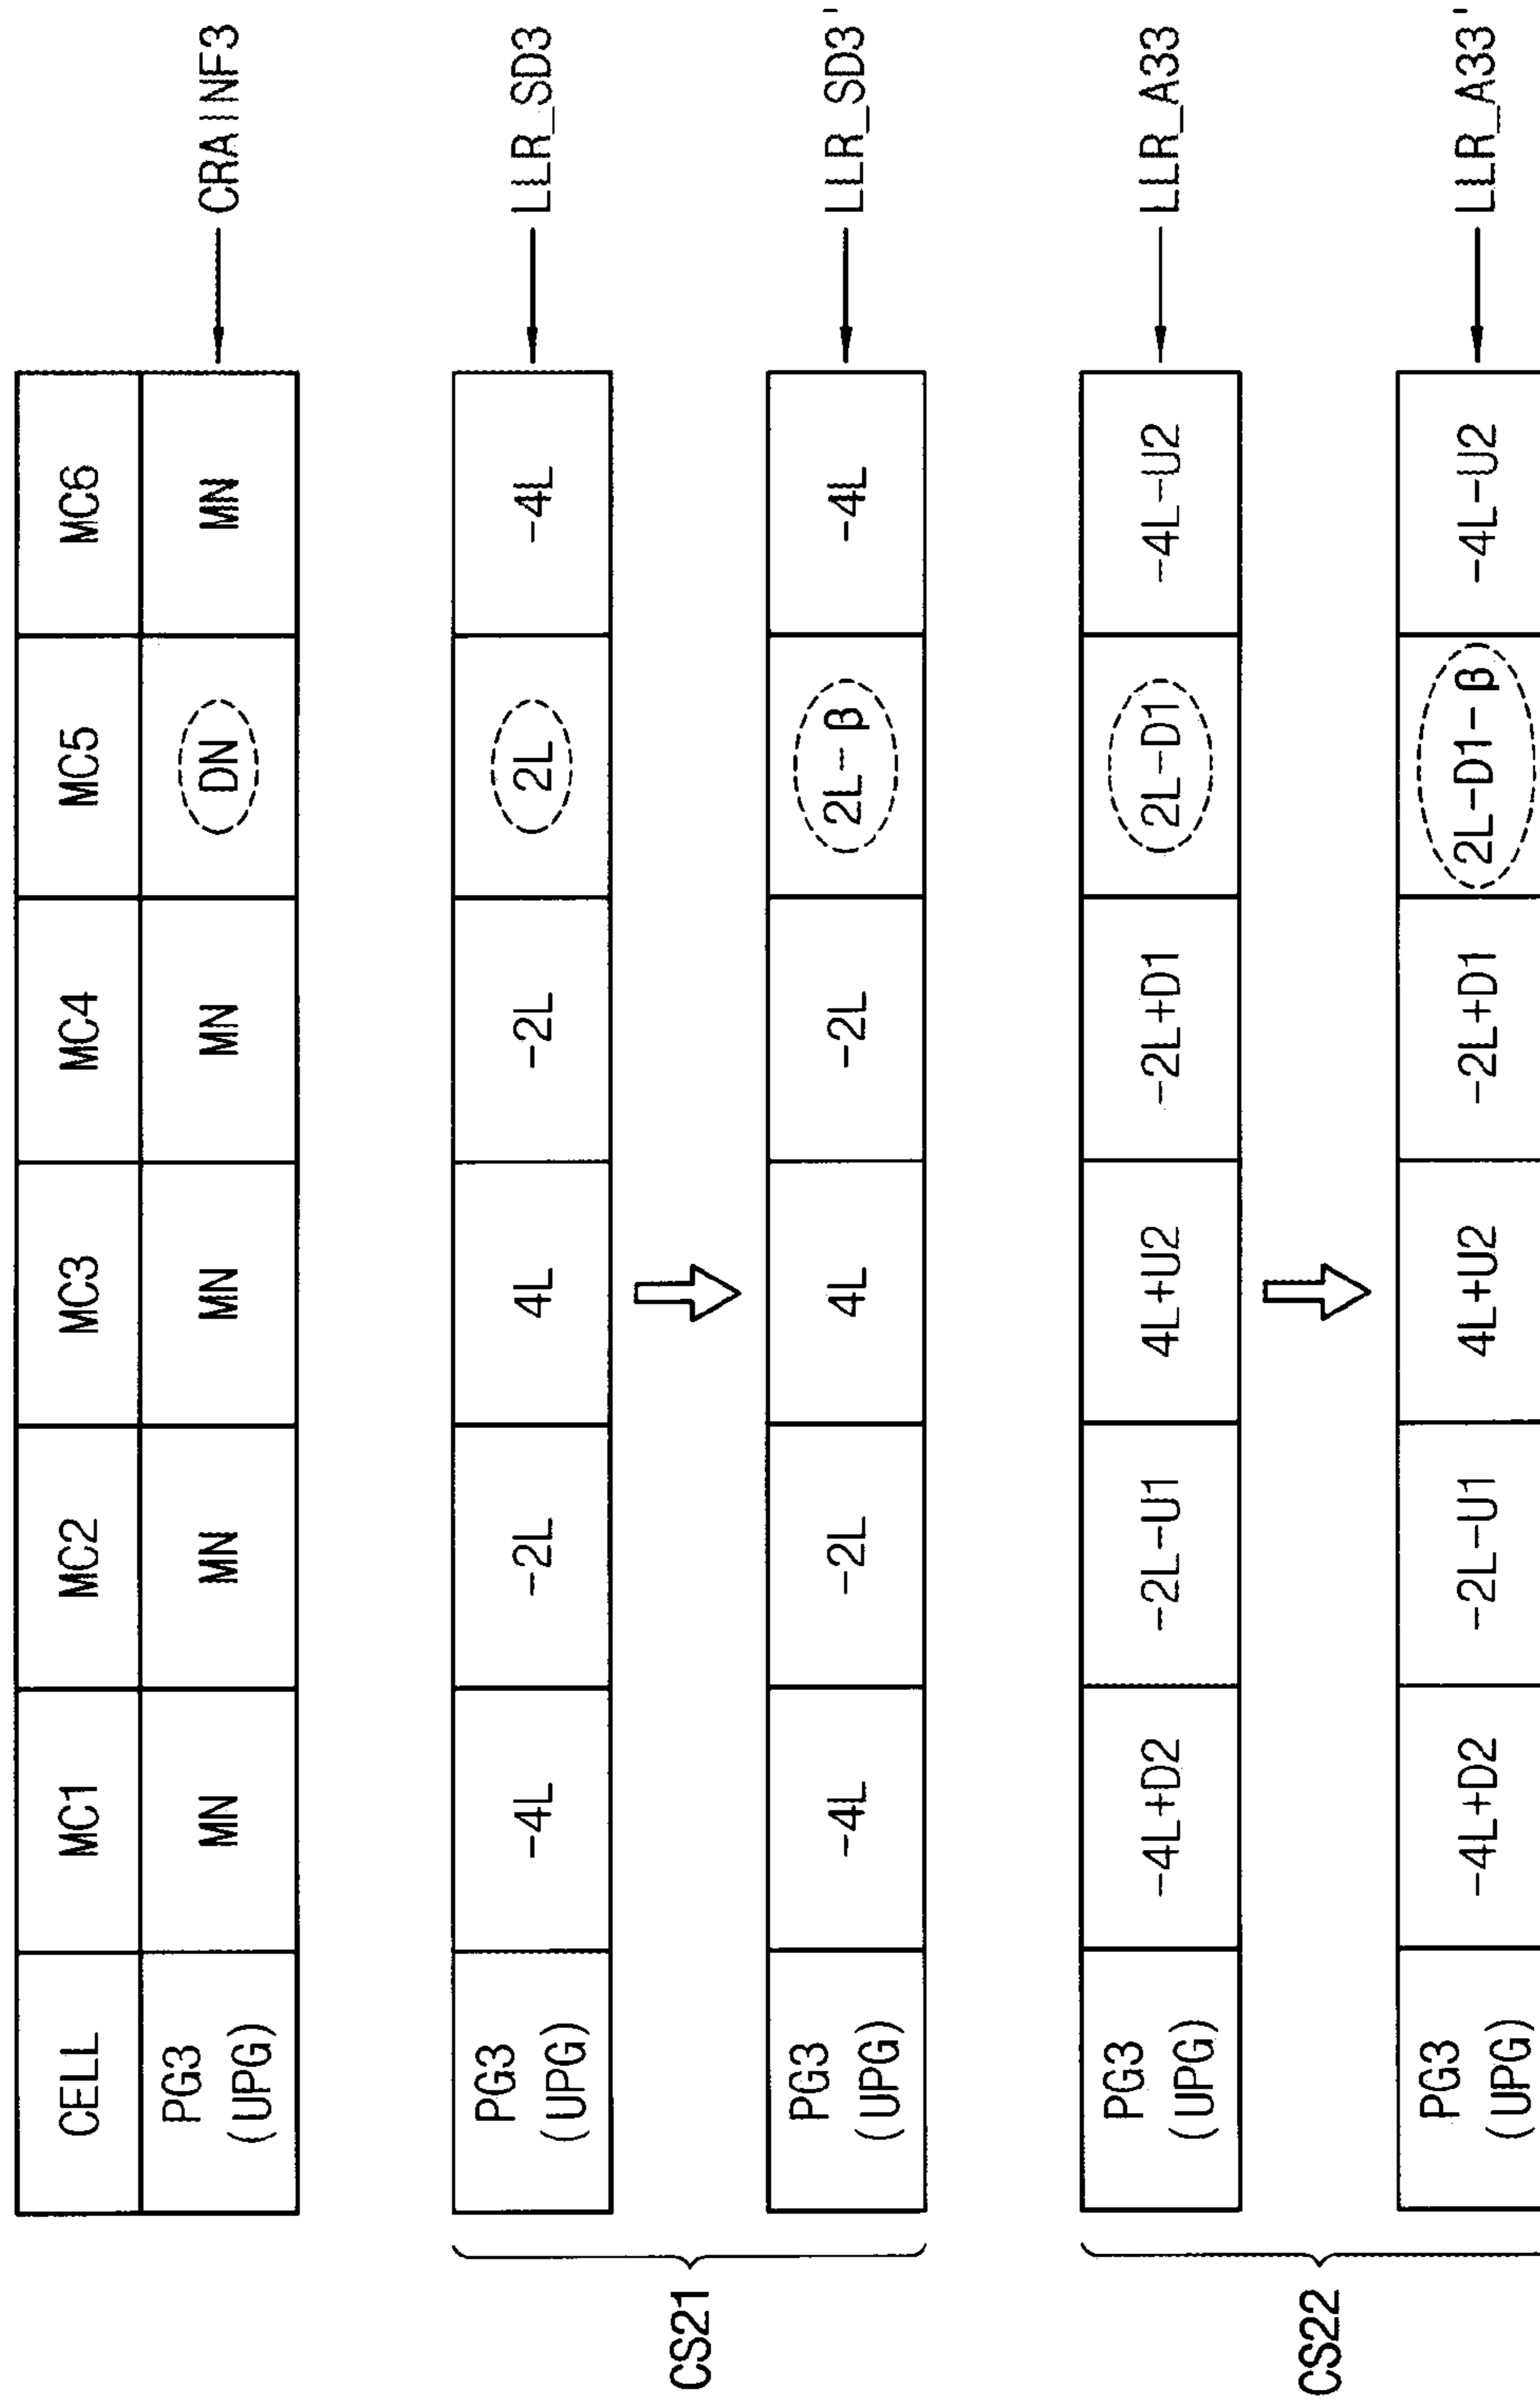 CELL MC1 MC2 MC3 MC4 MC5 MC6
PG3 (UPG) MN MN MN MN DN MN CRAINF3
CS21
PG3 (UPG) -4L -2L 4L -2L 2L -4L LLR_SD3
PG3 (UPG) -4L -2L 4L -2L 2L-β -4L LLR_SD3'
CS22
PG3 (UPG) -4L+D2 -2L-U1 4L+U2 -2L+D1 2L-D1 -4L-U2 LLR_A33
PG3 (UPG) -4L+D2 -2L-U1 4L+U2 -2L+D1 2L-D1-β -4L-U2 LLR_A33'